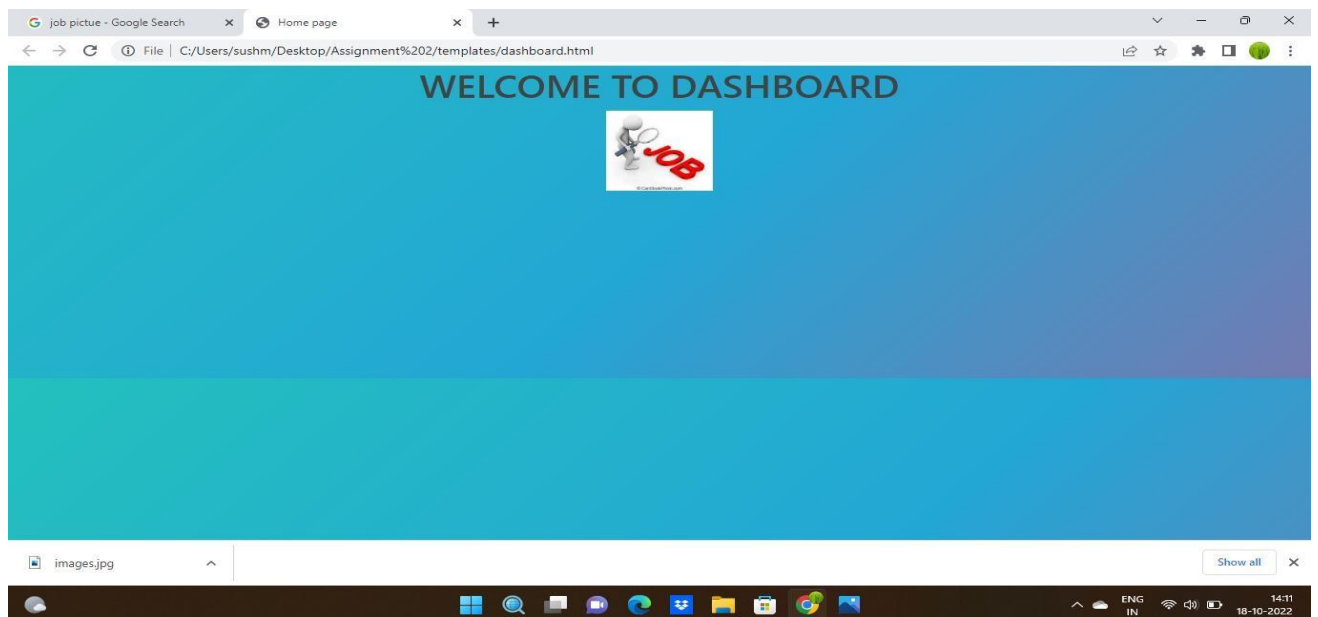 job pictue - Google Search
Home page
File | C:/Users/sushm/Desktop/Assignment%202/templates/dashboard.html
WELCOME TO DASHBOARD
JOB
images.jpg
Show all
ENG
IN
14:11
18-10-2022